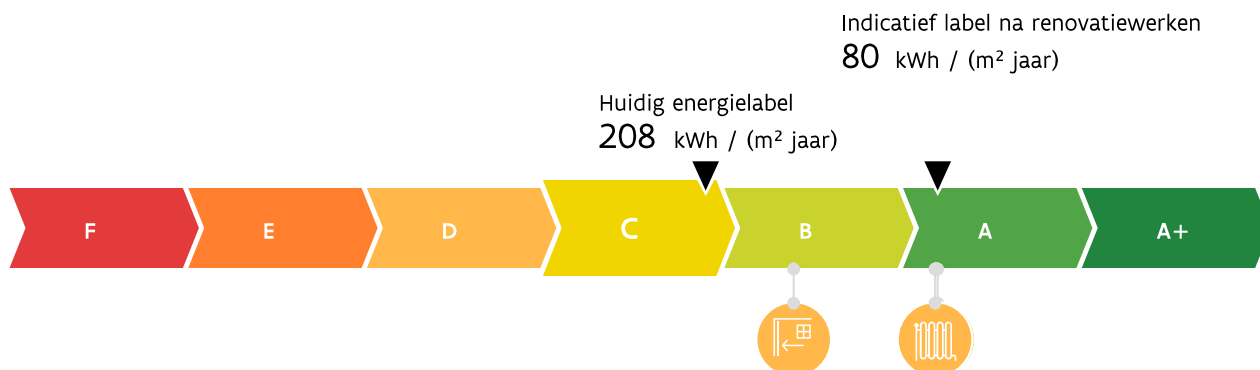 Indicatief label na renovatiewerken
80 kWh / (m² jaar)
Huidig energielabel
208 kWh / (m² jaar)
F E D C B A A+